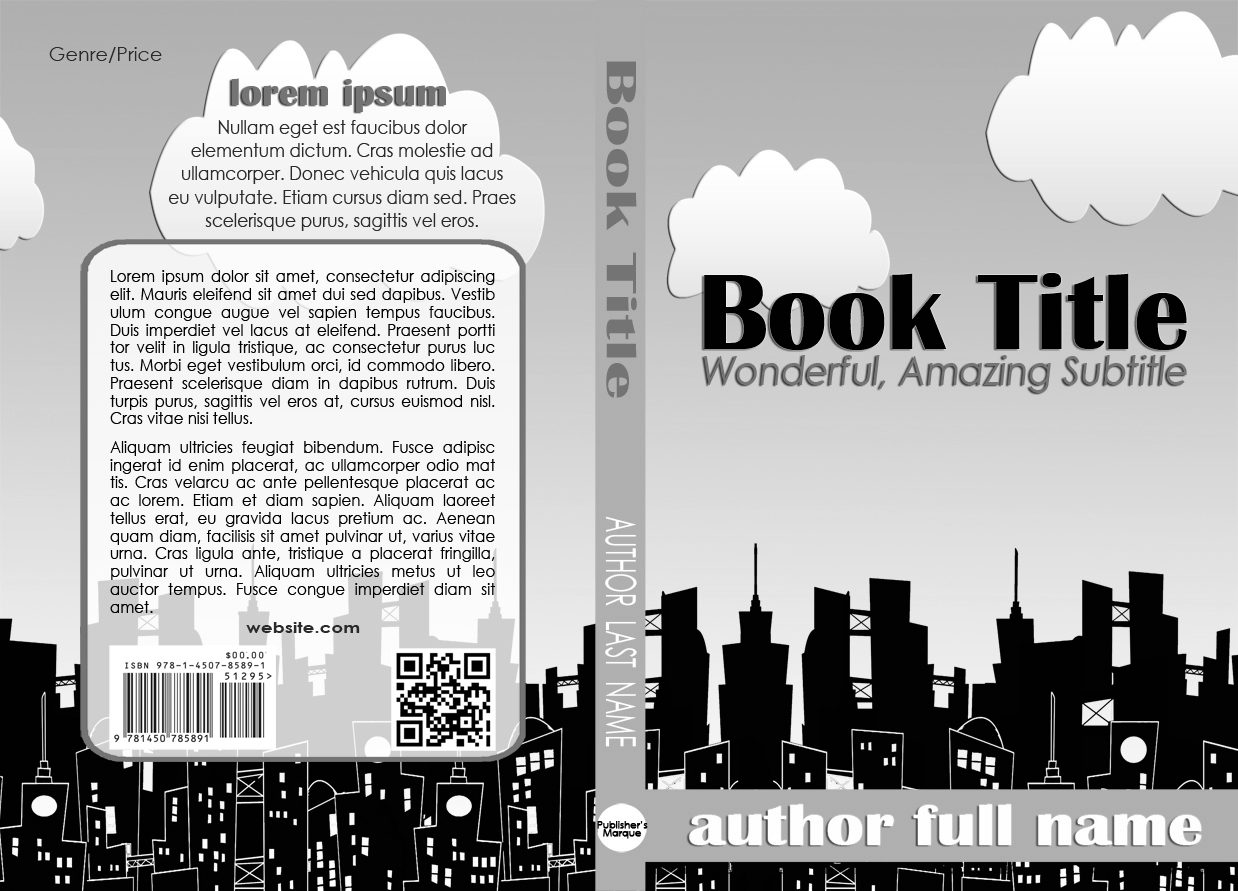 Genre/Price
lorem ipsum
Nullam eget est faucibus dolor
elementum dictum. Cras molestie ad
ullamcorper. Donec vehicula quis lacus
eu vulputate. Etiam cursus diam sed. Praes
scelerisque purus, sagittis vel eros.
Lorem ipsum dolor sit amet, consectetur adipiscing
elit. Mauris eleifend sit amet dui sed dapibus. Vestib
ulum congue augue vel sapien tempus faucibus.
Duis imperdiet vel lacus at eleifend. Praesent portti
tor velit in ligula tristique, ac consectetur purus luc
tus. Morbi eget vestibulum orci, id commodo libero.
Praesent scelerisque diam in dapibus rutrum. Duis
turpis purus, sagittis vel eros at, cursus euismod nisl.
Cras vitae nisi tellus.
Aliquam ultricies feugiat bibendum. Fusce adipisc
ingerat id enim placerat, ac ullamcorper odio mat
tis. Cras velarcu ac ante pellentesque placerat ac
ac lorem. Etiam et diam sapien. Aliquam laoreet
tellus erat, eu gravida lacus pretium ac. Aenean
quam diam, facilisis sit amet pulvinar ut, varius vitae
urna. Cras ligula ante, tristique a placerat fringilla,
pulvinar ut urna. Aliquam ultricies metus ut leo
auctor tempus. Fusce congue imperdiet diam sit
amet.
website.com
$00.00
ISBN 978-1-4507-8589-1
51295>
9 781450 785891
Book Title
AUTHOR LAST NAME
Publisher's
Marque
Book Title
Wonderful, Amazing Subtitle
author full name